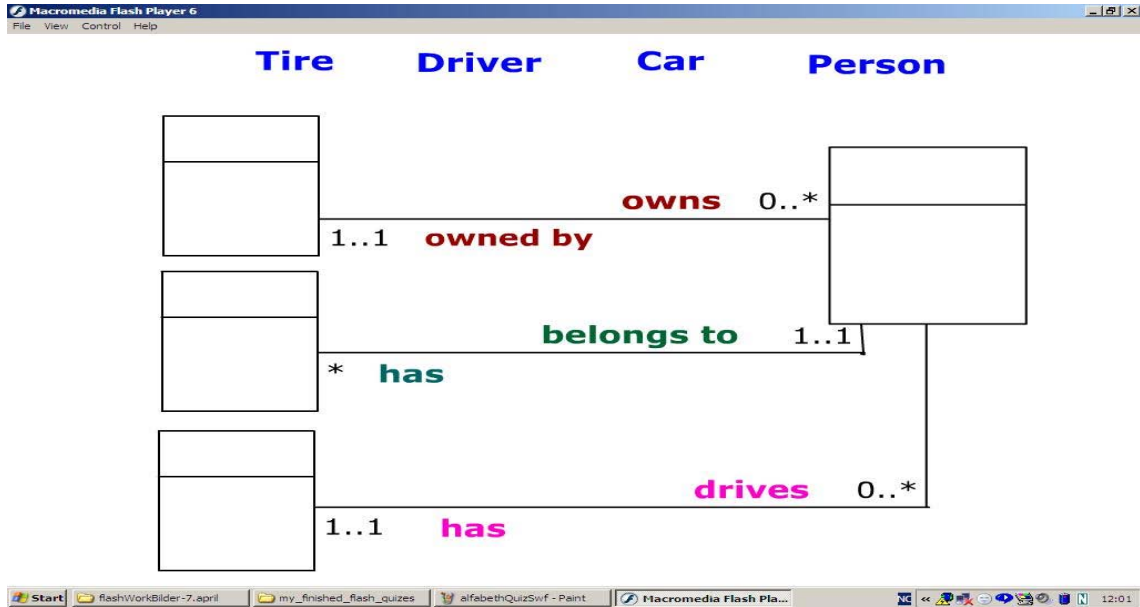 Macromedia Flash Player 6
File View Control Help
Tire Driver Car Person
owns 0..*
1..1 owned by
belongs to 1..1
* has
drives 0..*
1..1 has
Start flashWorkBilder-7.april my_finished_flash_quizes alfabethQuizSwf - Paint Macromedia Flash Pla... NC « N 12:01